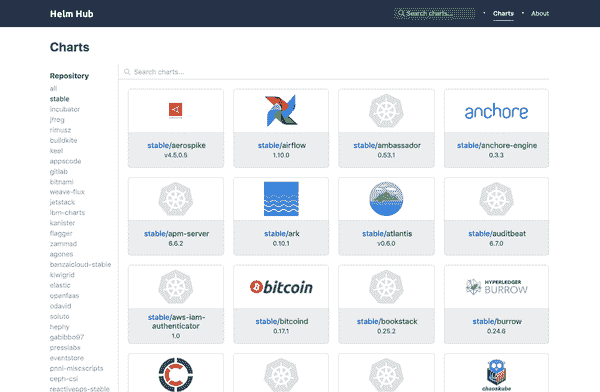 Helm Hub
Search charts...
Charts
About
Charts
Repository
all
stable
incubator
jfrog
rimusz
buildkite
keel
appscode
gitlab
bitnami
weave-flux
jetstack
ibm-charts
kanister
flagger
zammad
agones
banzaicloud-stable
kiwigrid
elastic
openfaas
odavid
soluto
hephy
gabibbo97
presslabs
eventstore
pnnl-miscscripts
ceph-csi
reactiveops-stable
Search charts...
stable/aerospike
v4.5.0.5
stable/airflow
1.10.0
stable/ambassador
0.53.1
anchore
stable/anchore-engine
0.3.3
stable/apm-server
6.6.2
stable/ark
0.10.1
stable/atlantis
v0.6.0
stable/auditbeat
6.7.0
stable/aws-iam-
authenticator
1.0
bitcoin
stable/bitcoind
0.17.1
stable/bookstack
0.25.2
HYPERLEDGER
BURROW
stable/burrow
0.24.6
chaoskube